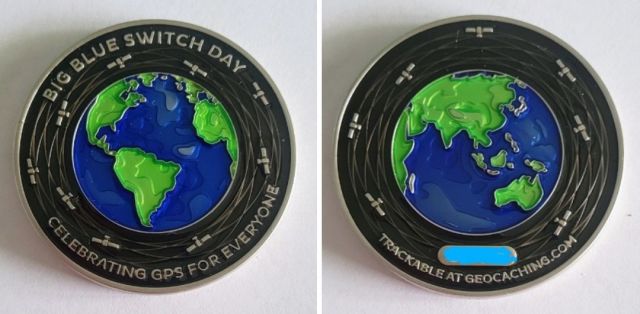 BIG BLUE SWITCH DAY
CELEBRATING GPS FOR EVERYONE
TRACKABLE AT GEOCACHING.COM